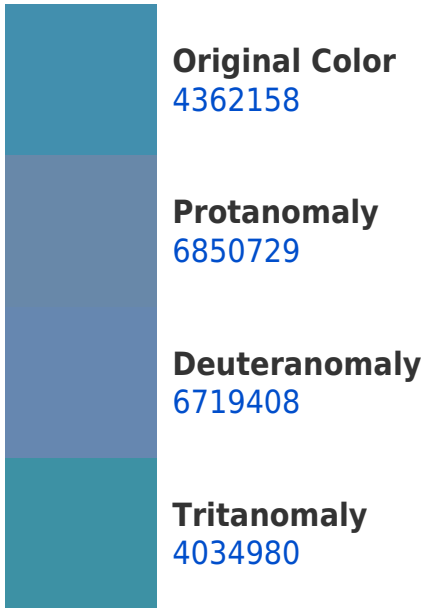 Original Color
4362158
Protanomaly
6850729
Deuteranomaly
6719408
Tritanomaly
4034980